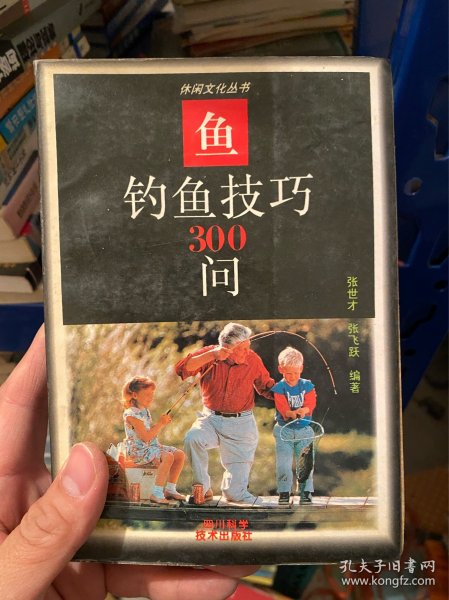 休闲文化丛书
鱼
钓鱼技巧
300
问
张世才 张飞跃 编著
四川科学
技术出版社
孔夫子旧书网
www.kongfz.com